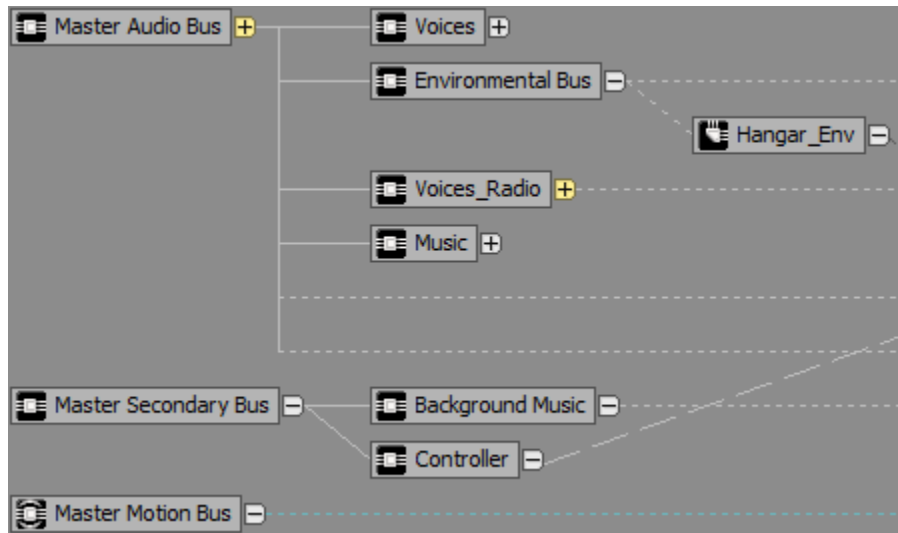 Master Audio Bus
Voices
Environmental Bus
Hangar_Env
Voices_Radio
Music
Master Secondary Bus
Background Music
Controller
Master Motion Bus